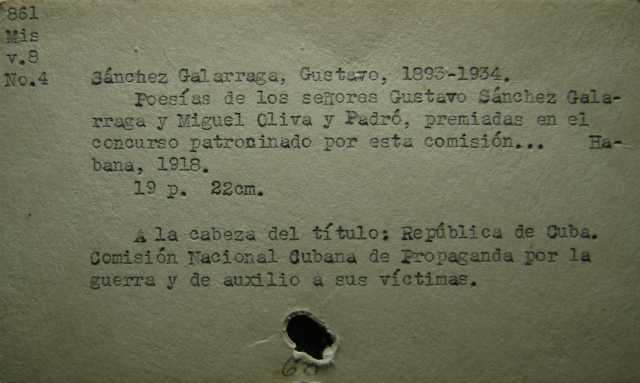 861
Mis
v.8
No.4
Sánchez Galarraga, Gustavo, 1893-1934.
Poesías de los señores Gustavo Sánchez Gala-
rraga y Miguel Oliva y Padró, premiadas en el
concurso patroninado por esta comisión... Ha-
bana, 1918.
19 p. 22cm.
A la cabeza del título: República de Cuba.
Comisión Nacional Cubana de Propaganda por la
guerra y de auxilio a sus víctimas.